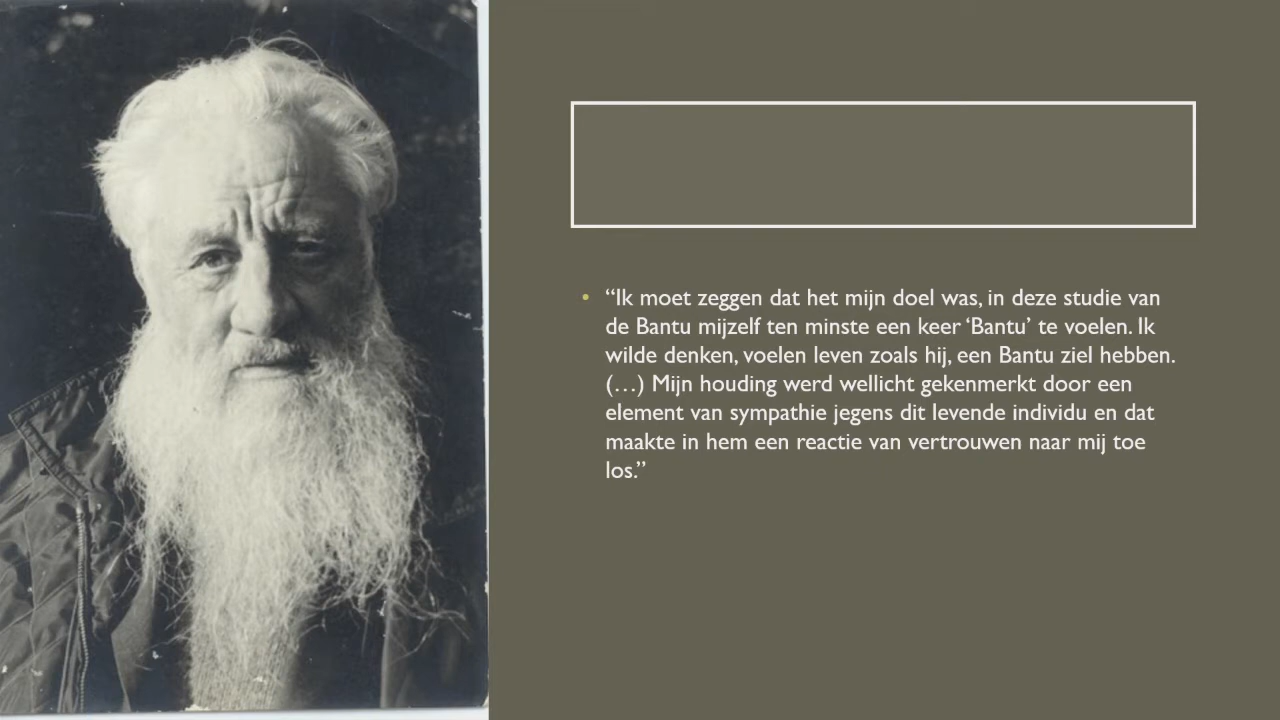 “Ik moet zeggen dat het mijn doel was, in deze studie van
de Bantu mijzelf ten minste een keer ‘Bantu’ te voelen. Ik
wilde denken, voelen leven zoals hij, een Bantu ziel hebben.
(…) Mijn houding werd wellicht gekenmerkt door een
element van sympathie jegens dit levende individu en dat
maakte in hem een reactie van vertrouwen naar mij toe
los.”